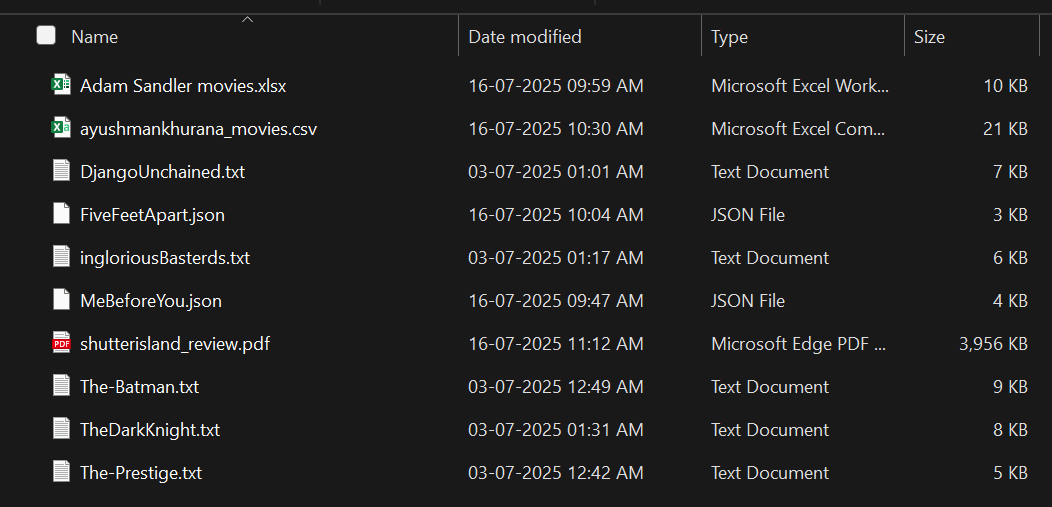 Name Date modified Type Size
Adam Sandler movies.xlsx 16-07-2025 09:59 AM Microsoft Excel Work... 10 KB
ayushmankhurana_movies.csv 16-07-2025 10:30 AM Microsoft Excel Com... 21 KB
DjangoUnchained.txt 03-07-2025 01:01 AM Text Document 7 KB
FiveFeetApart.json 16-07-2025 10:04 AM JSON File 3 KB
ingloriousBasterds.txt 03-07-2025 01:17 AM Text Document 6 KB
MeBeforeYou.json 16-07-2025 09:47 AM JSON File 4 KB
PDF shutterisland_review.pdf 16-07-2025 11:12 AM Microsoft Edge PDF ... 3,956 KB
The-Batman.txt 03-07-2025 12:49 AM Text Document 9 KB
TheDarkKnight.txt 03-07-2025 01:31 AM Text Document 8 KB
The-Prestige.txt 03-07-2025 12:42 AM Text Document 5 KB